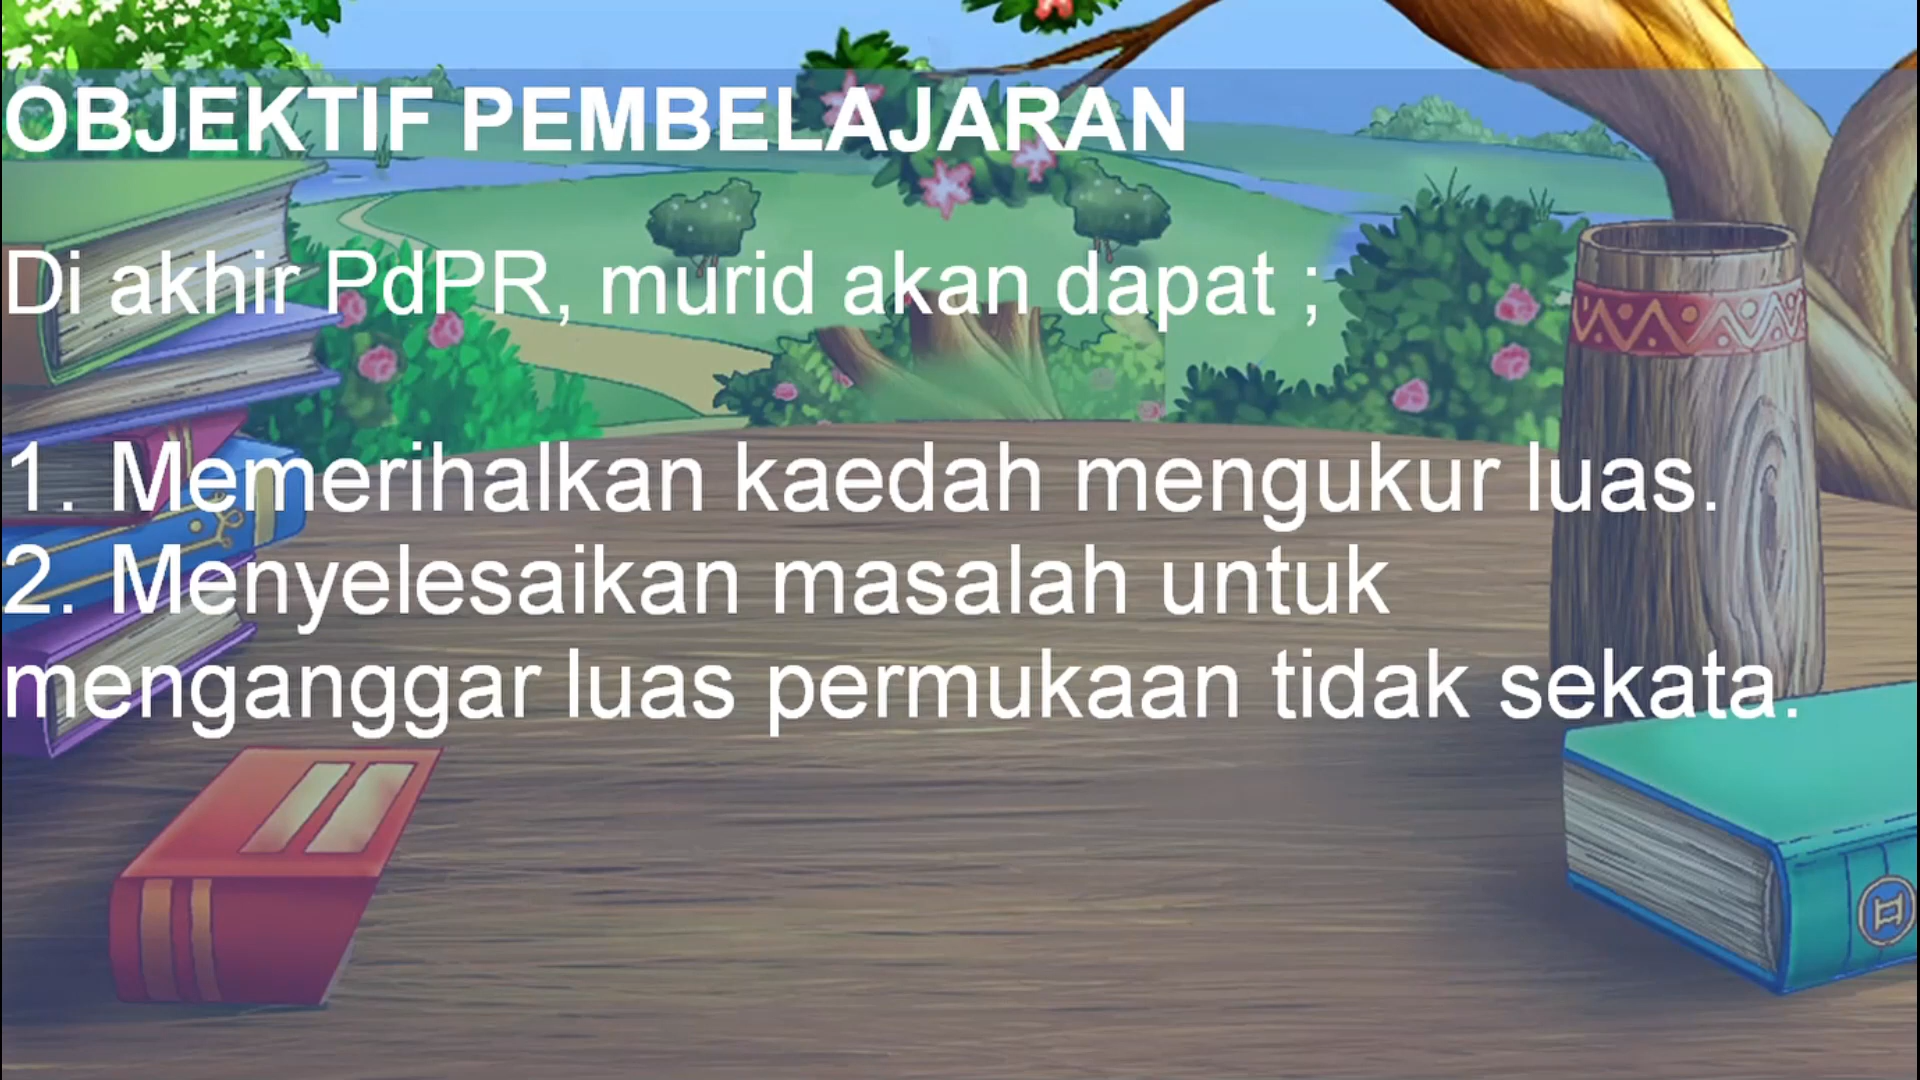 OBJEKTIF PEMBELAJARAN
Di akhir PdPR, murid akan dapat ;
1. Memerihalkan kaedah mengukur luas.
2. Menyelesaikan masalah untuk
menganggar luas permukaan tidak sekata.